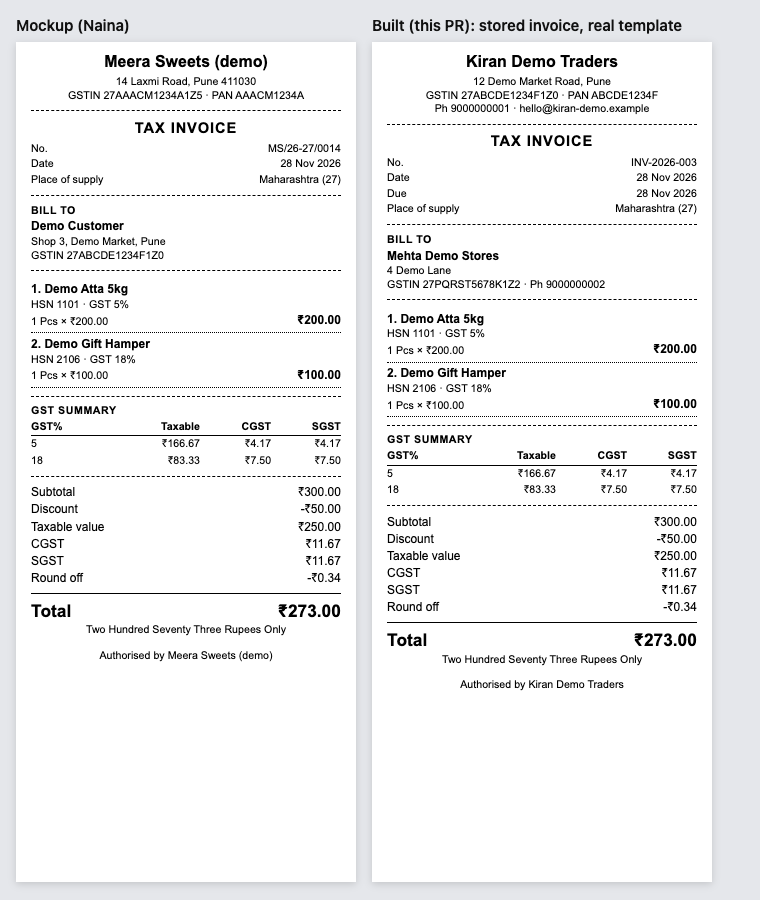 Mockup (Naina)
Meera Sweets (demo)
14 Laxmi Road, Pune 411030
GSTIN 27AAACM1234A1Z5 · PAN AAACM1234A
TAX INVOICE
No. MS/26-27/0014
Date 28 Nov 2026
Place of supply Maharashtra (27)
BILL TO
Demo Customer
Shop 3, Demo Market, Pune
GSTIN 27ABCDE1234F1Z0
1. Demo Atta 5kg
HSN 1101 · GST 5%
1 Pcs × ₹200.00 ₹200.00
2. Demo Gift Hamper
HSN 2106 · GST 18%
1 Pcs × ₹100.00 ₹100.00
GST SUMMARY
GST% Taxable CGST SGST
5 ₹166.67 ₹4.17 ₹4.17
18 ₹83.33 ₹7.50 ₹7.50
Subtotal ₹300.00
Discount -₹50.00
Taxable value ₹250.00
CGST ₹11.67
SGST ₹11.67
Round off -₹0.34
Total ₹273.00
Two Hundred Seventy Three Rupees Only
Authorised by Meera Sweets (demo)
Built (this PR): stored invoice, real template
Kiran Demo Traders
12 Demo Market Road, Pune
GSTIN 27ABCDE1234F1Z0 · PAN ABCDE1234F
Ph 9000000001 · hello@kiran-demo.example
TAX INVOICE
No. INV-2026-003
Date 28 Nov 2026
Due 28 Nov 2026
Place of supply Maharashtra (27)
BILL TO
Mehta Demo Stores
4 Demo Lane
GSTIN 27PQRST5678K1Z2 · Ph 9000000002
1. Demo Atta 5kg
HSN 1101 · GST 5%
1 Pcs × ₹200.00 ₹200.00
2. Demo Gift Hamper
HSN 2106 · GST 18%
1 Pcs × ₹100.00 ₹100.00
GST SUMMARY
GST% Taxable CGST SGST
5 ₹166.67 ₹4.17 ₹4.17
18 ₹83.33 ₹7.50 ₹7.50
Subtotal ₹300.00
Discount -₹50.00
Taxable value ₹250.00
CGST ₹11.67
SGST ₹11.67
Round off -₹0.34
Total ₹273.00
Two Hundred Seventy Three Rupees Only
Authorised by Kiran Demo Traders